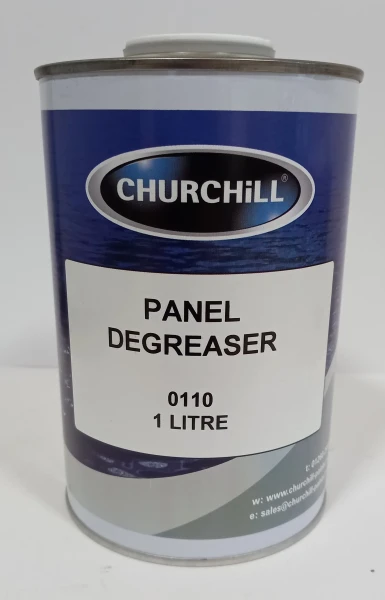 CHURCHiLL®
PANEL
DEGREASER
0110
1 LITRE
t:
w: www.churchill
e: sales@churchill